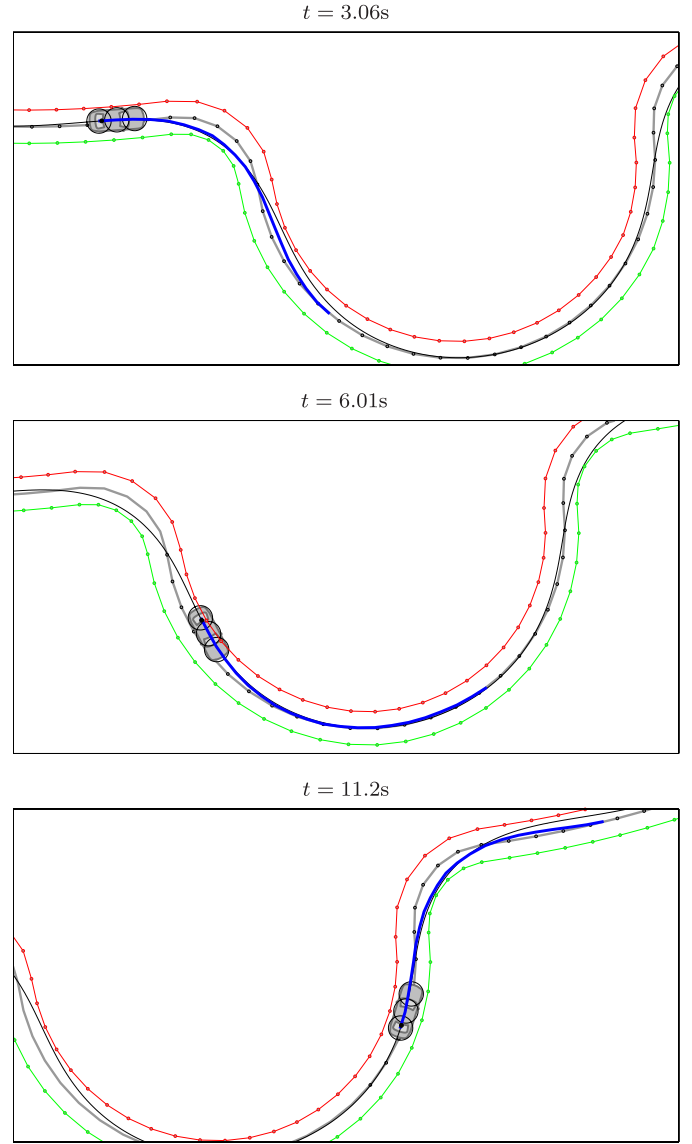 t = 3.06s
t = 6.01s
t = 11.2s